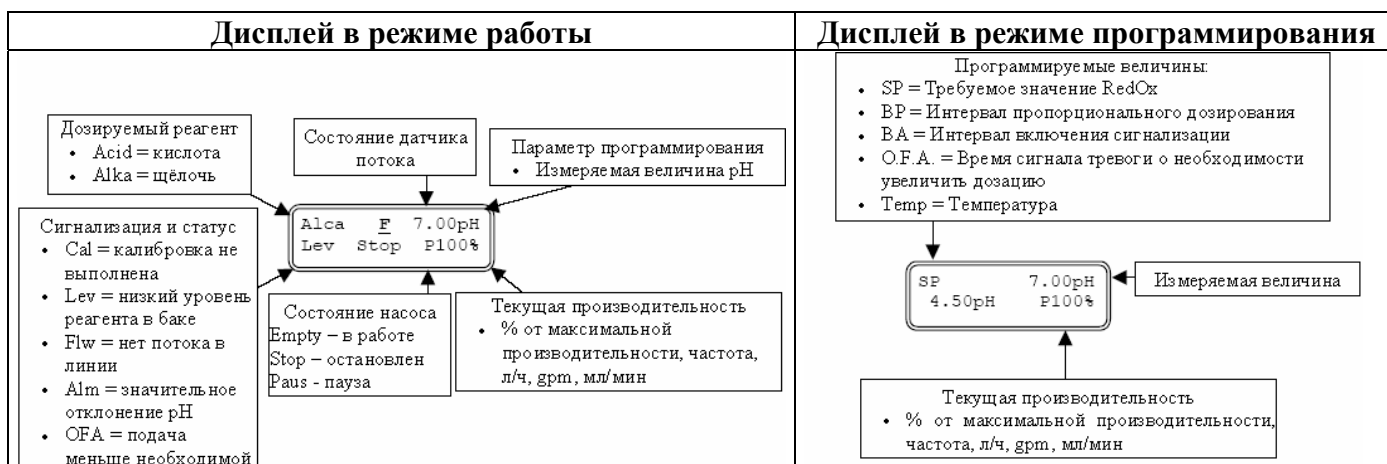 Дисплей в режиме работы
Дозируемый реагент
• Acid = кислота
• Alka = щёлочь
Состояние датчика
потока
Параметр программирования
• Измеряемая величина pH
Alca F 7.00pH
Lev Stop P100%
Сигнализация и статус
• Cal = калибровка не
выполнена
• Lev = низкий уровень
реагента в баке
• Flw = нет потока в
линии
• Alm = значительное
отклонение pH
• OFA = подача
меньше необходимой
Состояние насоса
Empty – в работе
Stop – остановлен
Paus - пауза
Текущая производительность
• % от максимальной
производительности, частота,
л/ч, gpm, мл/мин
Дисплей в режиме программирования
Программируемые величины:
• SP = Требуемое значение RedOx
• BP = Интервал пропорционального дозирования
• BA = Интервал включения сигнализации
• O.F.A. = Время сигнала тревоги о необходимости
увеличить дозацию
• Temp = Температура
SP 7.00pH
4.50pH P100%
Измеряемая величина
Текущая производительность
• % от максимальной производительности,
частота, л/ч, gpm, мл/мин